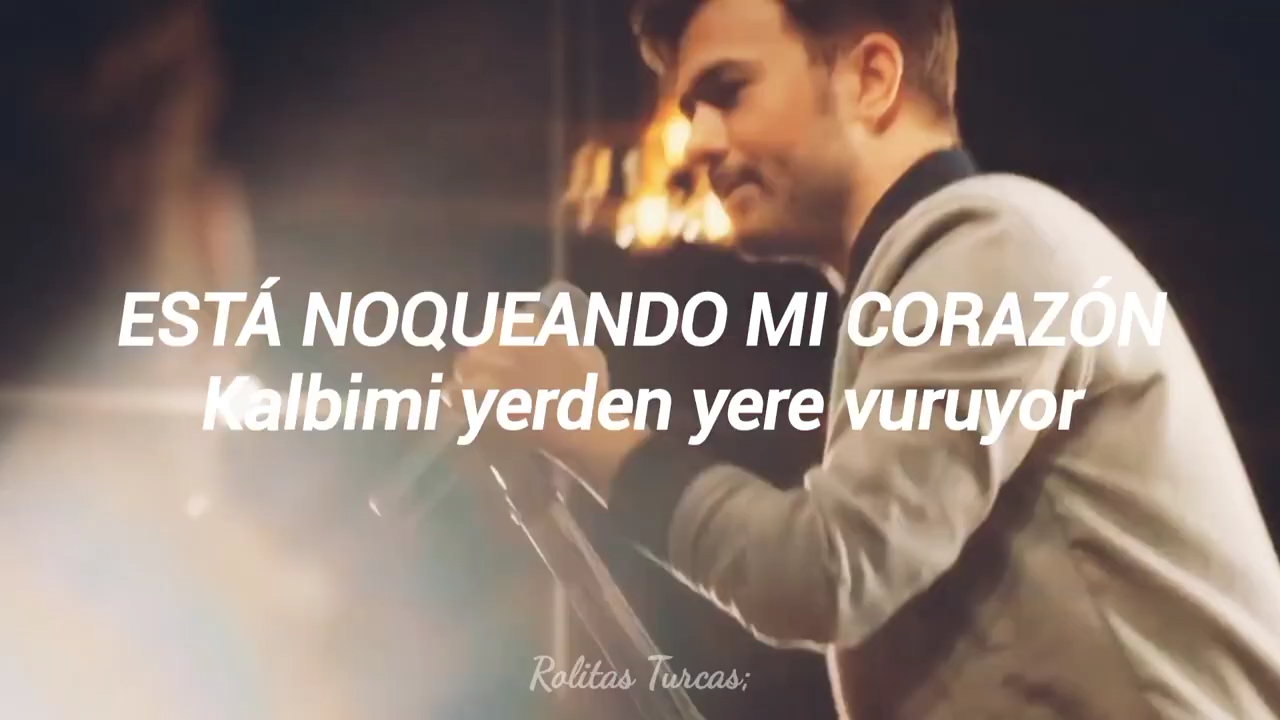 ESTÁ NOQUEANDO MI CORAZÓN
Kalbimi yerden yere vuruyor
Rolitas Turcas;